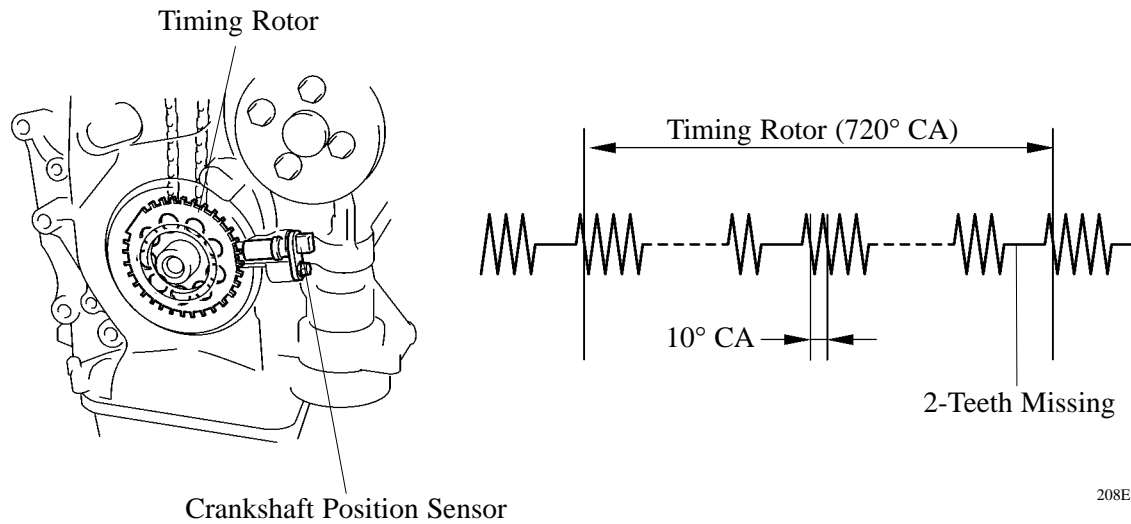 Timing Rotor
Timing Rotor (720° CA)
10° CA
2-Teeth Missing
Crankshaft Position Sensor
208E